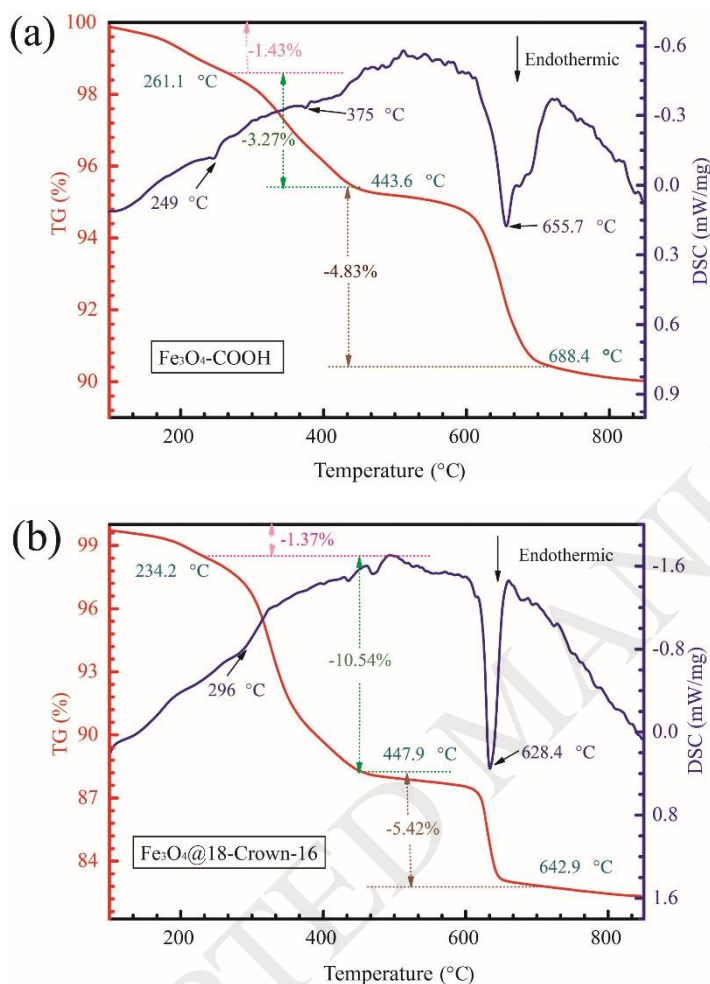 (a)
100
98
96
94
92
90
TG (%)
-1.43%
261.1 °C
-3.27%
375 °C
249 °C
443.6 °C
-4.83%
655.7 °C
688.4 °C
Endothermic
Fe₃O₄-COOH
-0.6
-0.3
0.0
0.3
0.6
0.9
DSC (mW/mg)
200 400 600 800
Temperature (°C)
(b)
99
96
93
90
87
84
TG (%)
-1.37%
234.2 °C
-10.54%
296 °C
447.9 °C
-5.42%
628.4 °C
642.9 °C
Endothermic
Fe₃O₄@18-Crown-16
-1.6
-0.8
0.0
0.8
1.6
DSC (mW/mg)
200 400 600 800
Temperature (°C)
RTED MAN